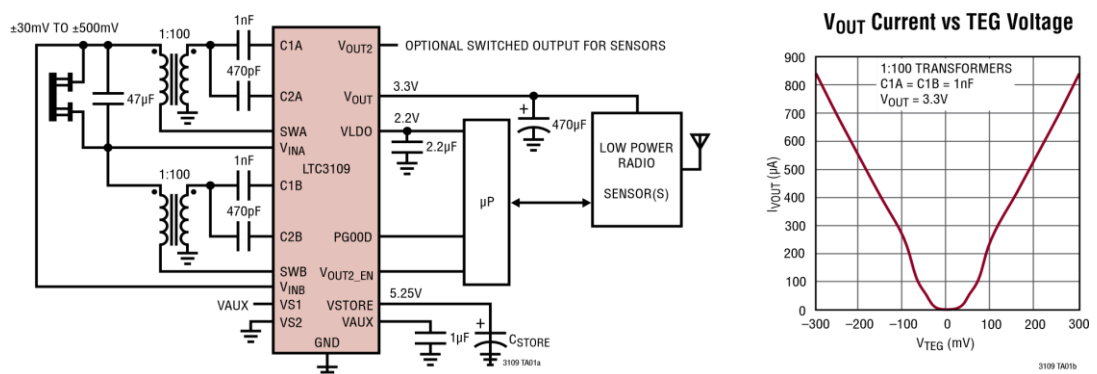 ±30mV TO ±500mV
1:100
1nF
470pF
47µF
C1A
C2A
SWA
VINA
LTC3109
1:100
1nF
470pF
C1B
C2B
SWB
VINB
VAUX
VS1
VS2
GND
VOUT2
OPTIONAL SWITCHED OUTPUT FOR SENSORS
VOUT
3.3V
VLDO
2.2V
2.2µF
+
470µF
PG00D
VOUT2_EN
µP
LOW POWER
RADIO
SENSOR(S)
VSTORE
5.25V
VAUX
1µF
+
CSTORE
3109 TA01a
VOUT Current vs TEG Voltage
1:100 TRANSFORMERS
C1A = C1B = 1nF
VOUT = 3.3V
IVOUT (µA)
900
800
700
600
500
400
300
200
100
0
–300 –200 –100 0 100 200 300
VTEG (mV)
3109 TA01b